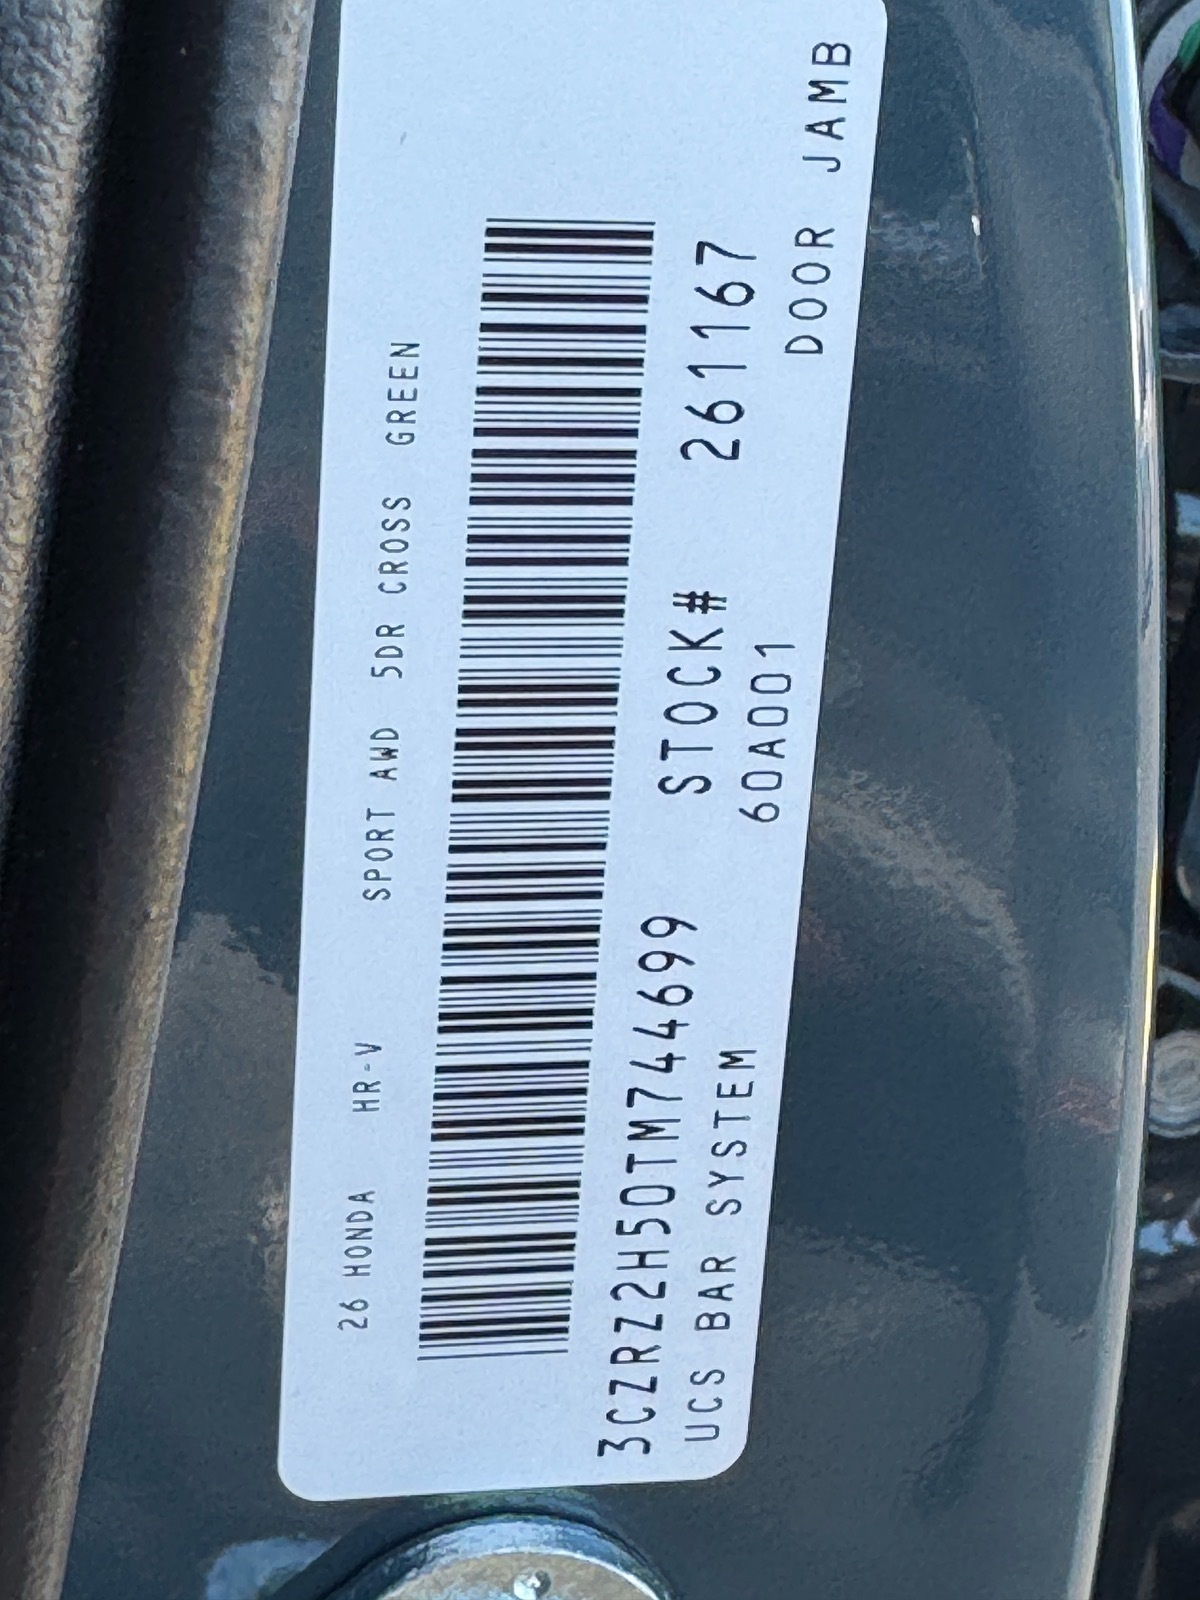 26 HONDA HR-V SPORT AWD 5DR CROSS GREEN
3CZRZ2H50TM744699 STOCK# 261167
UCS BAR SYSTEM 60A001 DOOR JAMB